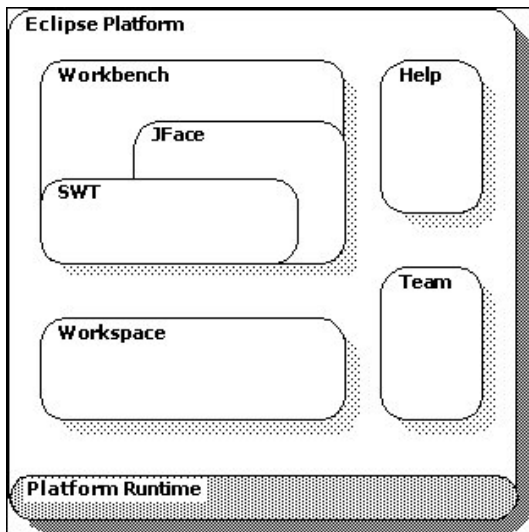 Eclipse Platform
Workbench
Help
JFace
SWT
Team
Workspace
Platform Runtime